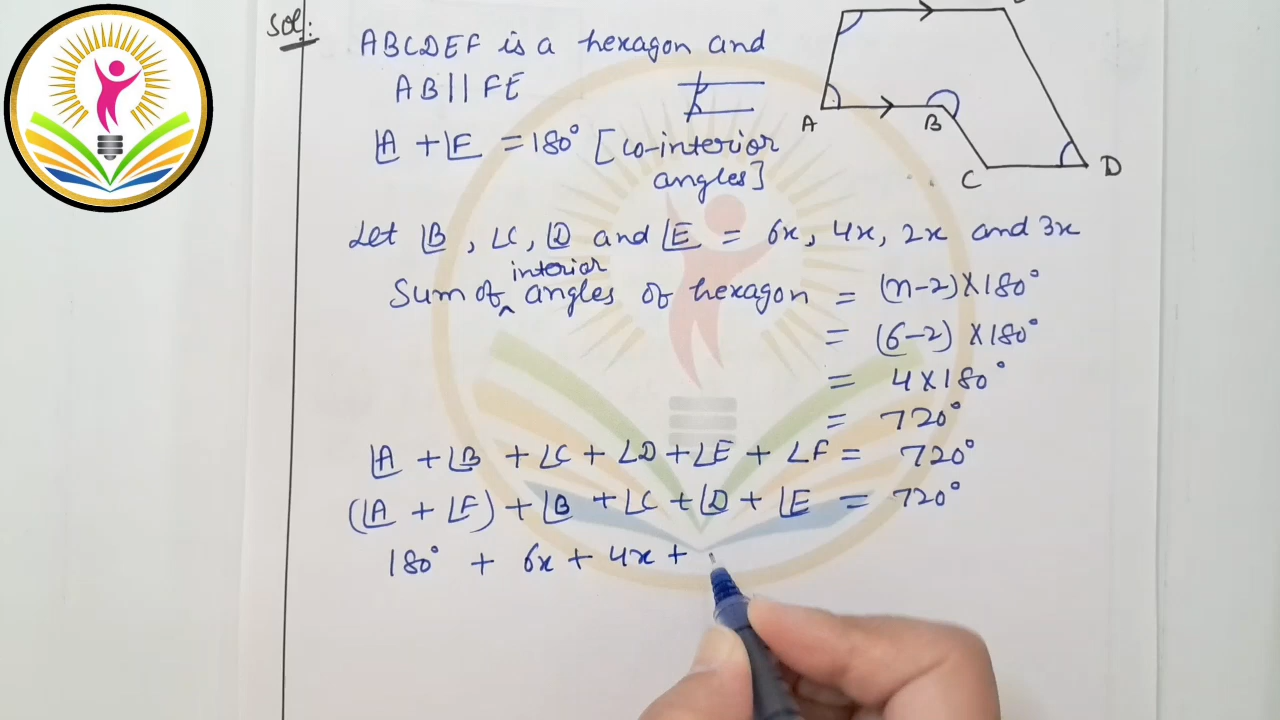 Sol:
ABCDEF is a hexagon and
AB || FE
∠A + ∠F = 180° [co-interior
angles]
A B C D
Let ∠B, ∠C, ∠D and ∠E = 6x, 4x, 2x and 3x
Sum of interior angles of hexagon = (n-2)×180°
= (6-2)×180°
= 4×180°
= 720°
∠A + ∠B + ∠C + ∠D + ∠E + ∠F = 720°
(∠A + ∠F) + ∠B + ∠C + ∠D + ∠E = 720°
180° + 6x + 4x +